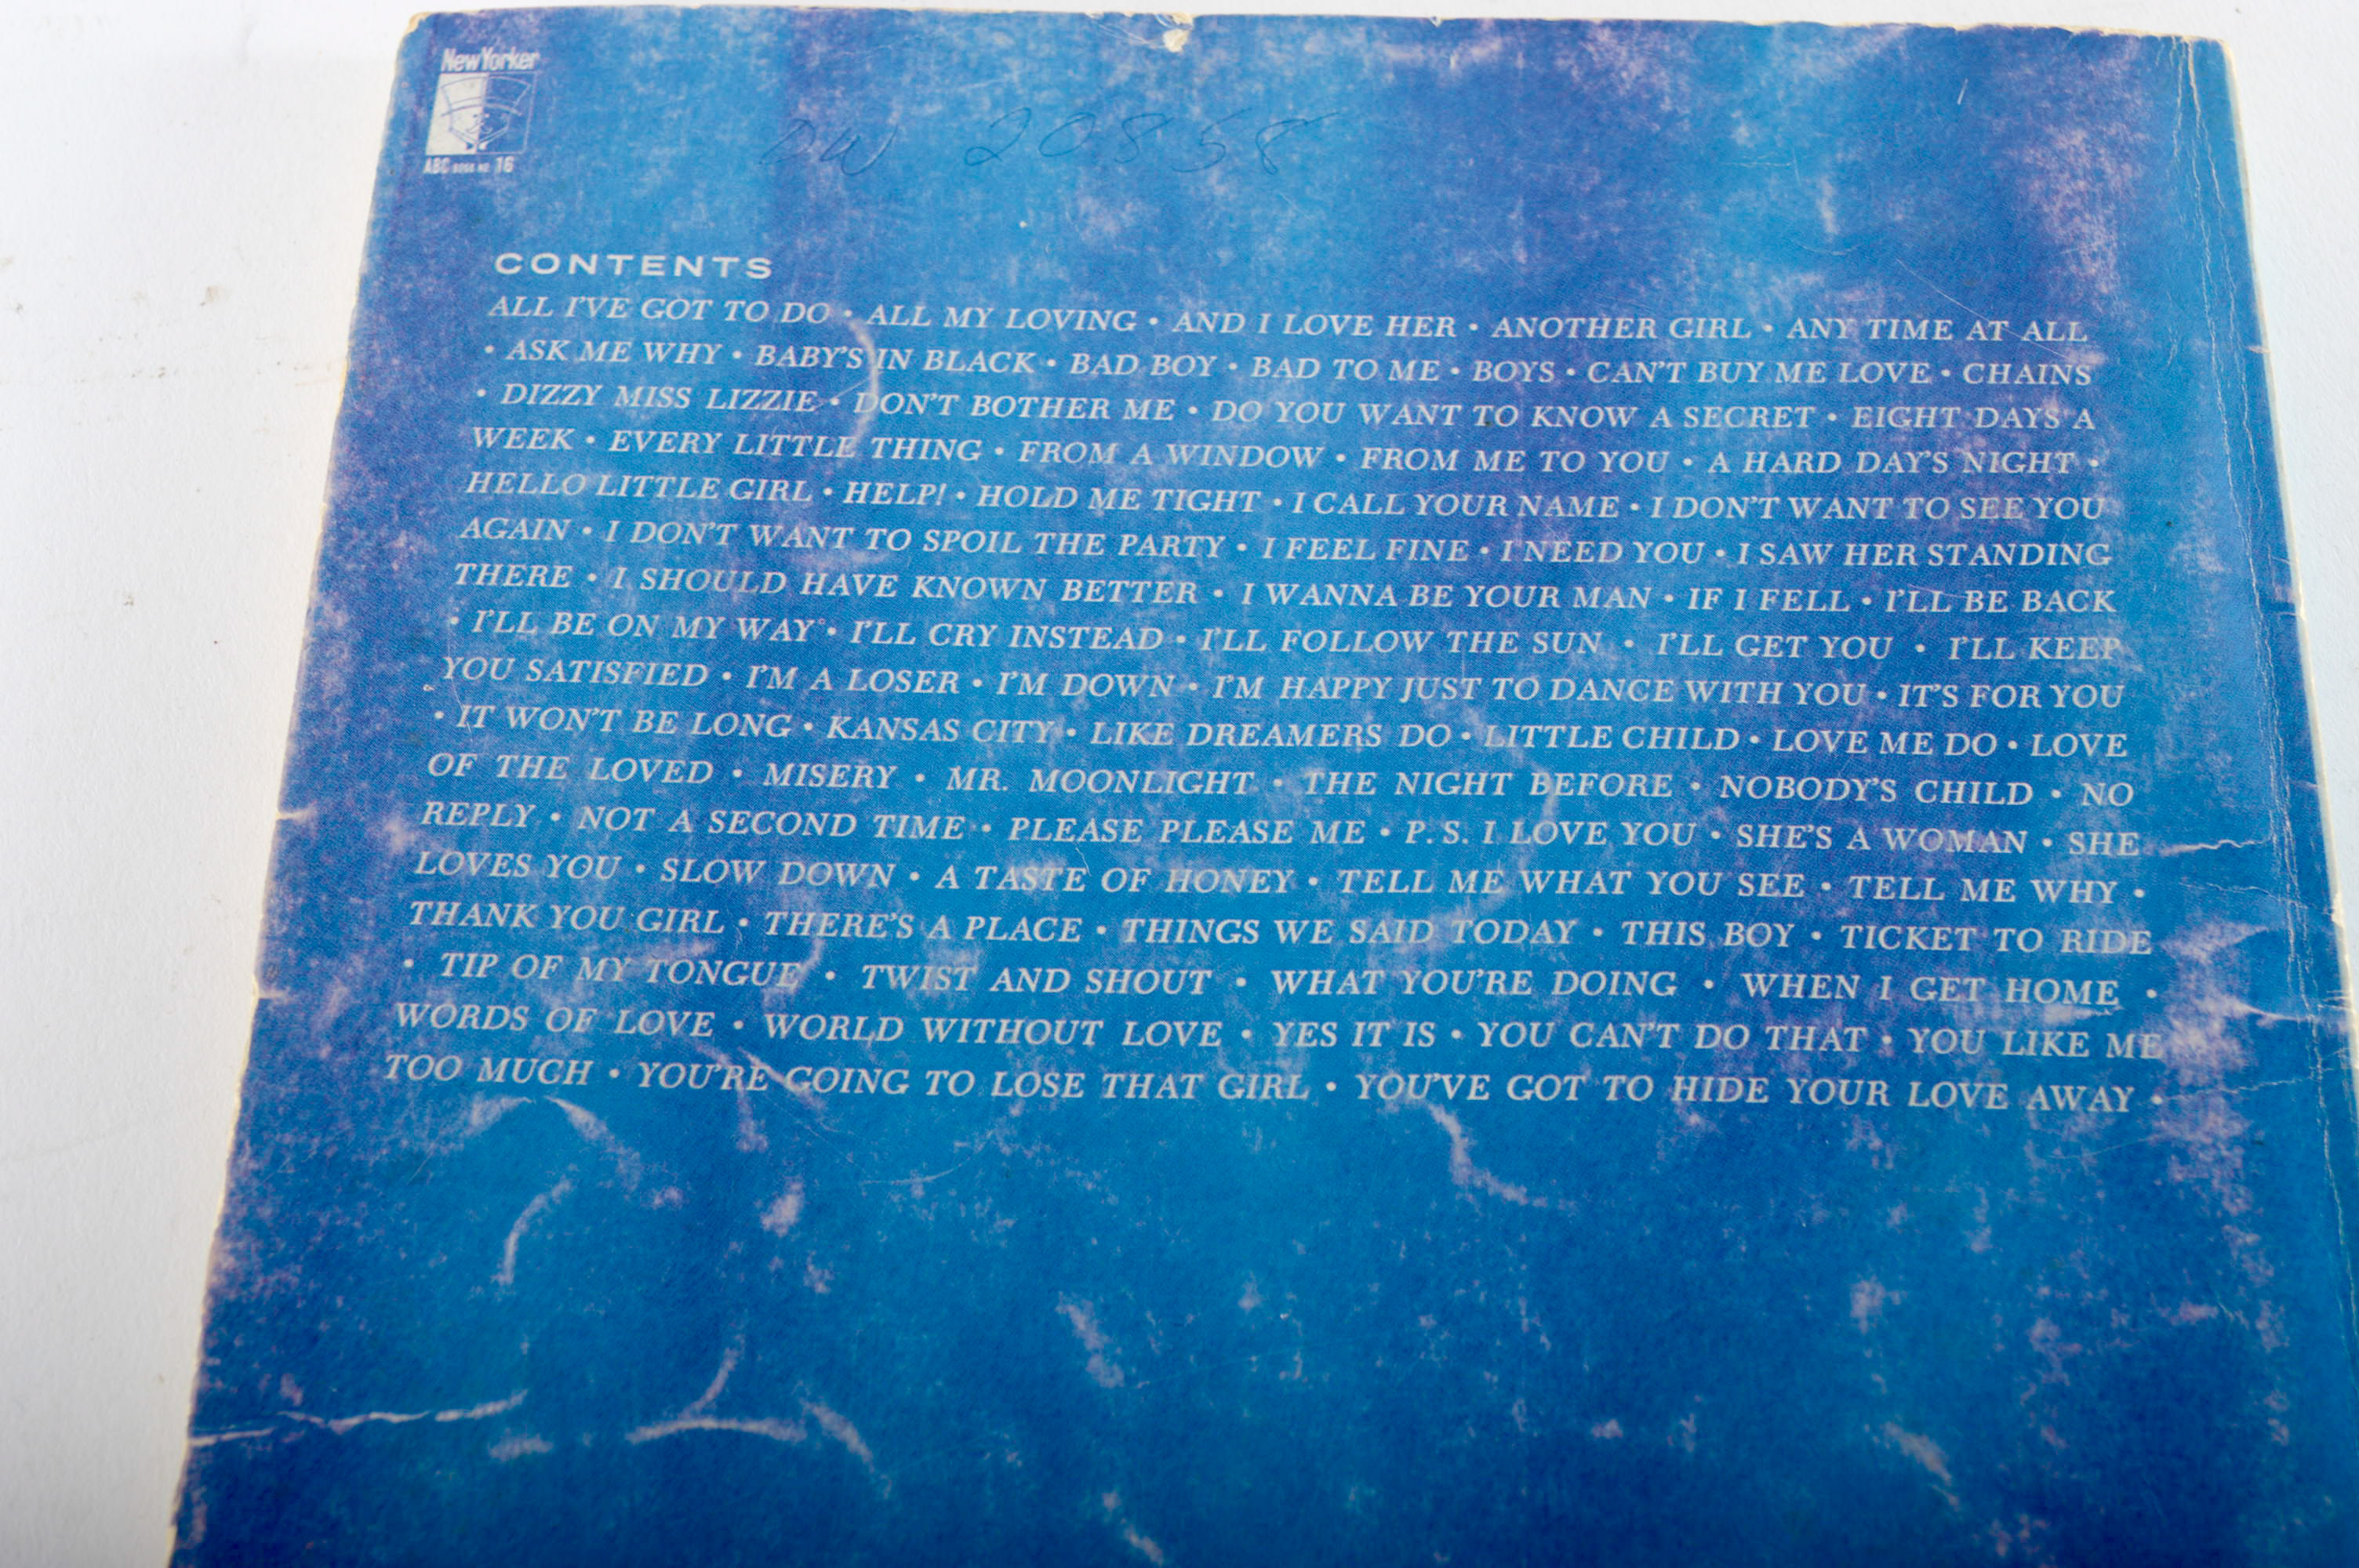 New Yorker
ABC BOOK NO. 16
DW 20858
CONTENTS
ALL I'VE GOT TO DO • ALL MY LOVING • AND I LOVE HER • ANOTHER GIRL • ANY TIME AT ALL
• ASK ME WHY • BABY'S IN BLACK • BAD BOY • BAD TO ME • BOYS • CAN'T BUY ME LOVE • CHAINS
• DIZZY MISS LIZZIE • DON'T BOTHER ME • DO YOU WANT TO KNOW A SECRET • EIGHT DAYS A
WEEK • EVERY LITTLE THING • FROM A WINDOW • FROM ME TO YOU • A HARD DAY'S NIGHT •
HELLO LITTLE GIRL • HELP! • HOLD ME TIGHT • I CALL YOUR NAME • I DON'T WANT TO SEE YOU
AGAIN • I DON'T WANT TO SPOIL THE PARTY • I FEEL FINE • I NEED YOU • I SAW HER STANDING
THERE • I SHOULD HAVE KNOWN BETTER • I WANNA BE YOUR MAN • IF I FELL • I'LL BE BACK
• I'LL BE ON MY WAY • I'LL CRY INSTEAD • I'LL FOLLOW THE SUN • I'LL GET YOU • I'LL KEEP
YOU SATISFIED • I'M A LOSER • I'M DOWN • I'M HAPPY JUST TO DANCE WITH YOU • IT'S FOR YOU
• IT WON'T BE LONG • KANSAS CITY • LIKE DREAMERS DO • LITTLE CHILD • LOVE ME DO • LOVE
OF THE LOVED • MISERY • MR. MOONLIGHT • THE NIGHT BEFORE • NOBODY'S CHILD • NO
REPLY • NOT A SECOND TIME • PLEASE PLEASE ME • P. S. I LOVE YOU • SHE'S A WOMAN • SHE
LOVES YOU • SLOW DOWN • A TASTE OF HONEY • TELL ME WHAT YOU SEE • TELL ME WHY •
THANK YOU GIRL • THERE'S A PLACE • THINGS WE SAID TODAY • THIS BOY • TICKET TO RIDE
• TIP OF MY TONGUE • TWIST AND SHOUT • WHAT YOU'RE DOING • WHEN I GET HOME •
WORDS OF LOVE • WORLD WITHOUT LOVE • YES IT IS • YOU CAN'T DO THAT • YOU LIKE ME
TOO MUCH • YOU'RE GOING TO LOSE THAT GIRL • YOU'VE GOT TO HIDE YOUR LOVE AWAY •